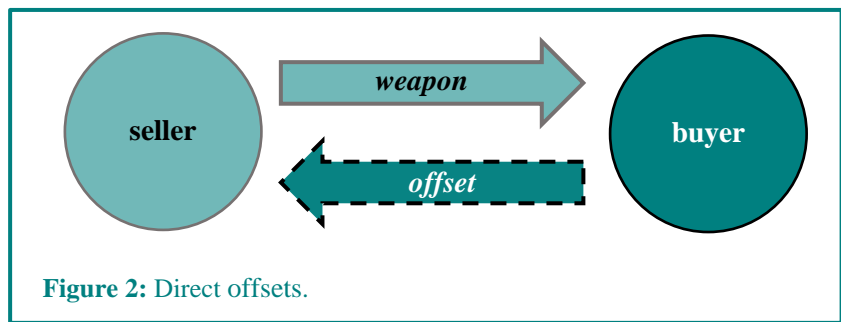 weapon
seller
buyer
offset
Figure 2: Direct offsets.